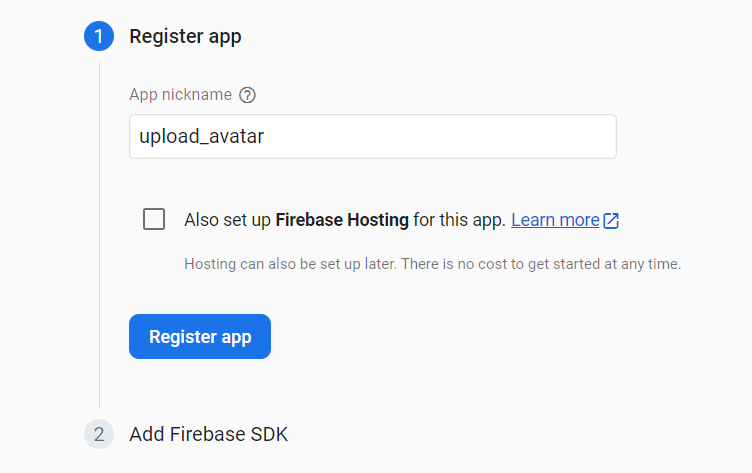 1 Register app
App nickname ?
upload_avatar
Also set up Firebase Hosting for this app. Learn more
Hosting can also be set up later. There is no cost to get started at any time.
Register app
2 Add Firebase SDK